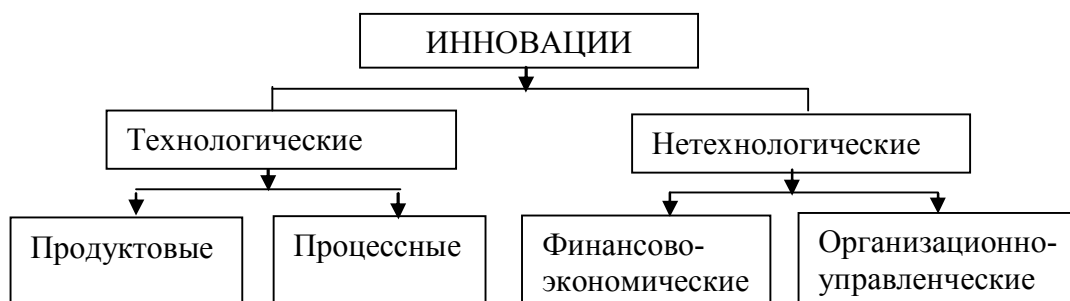 ИННОВАЦИИ
Технологические
Нетехнологические
Продуктовые
Процессные
Финансово-
экономические
Организационно-
управленческие